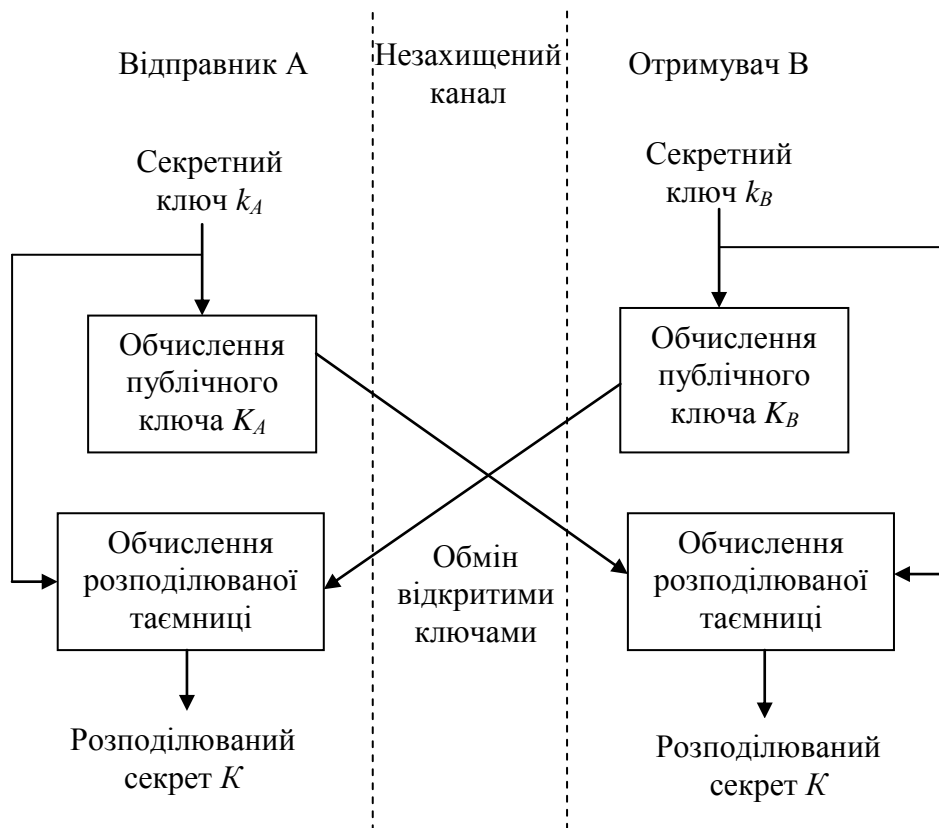 Відправник А
Незахищений
канал
Отримувач В
Секретний
ключ kA
Секретний
ключ kB
Обчислення
публічного
ключа KA
Обчислення
публічного
ключа KB
Обчислення
розподілюваної
таємниці
Обмін
відкритими
ключами
Обчислення
розподілюваної
таємниці
Розподілюваний
секрет К
Розподілюваний
секрет К